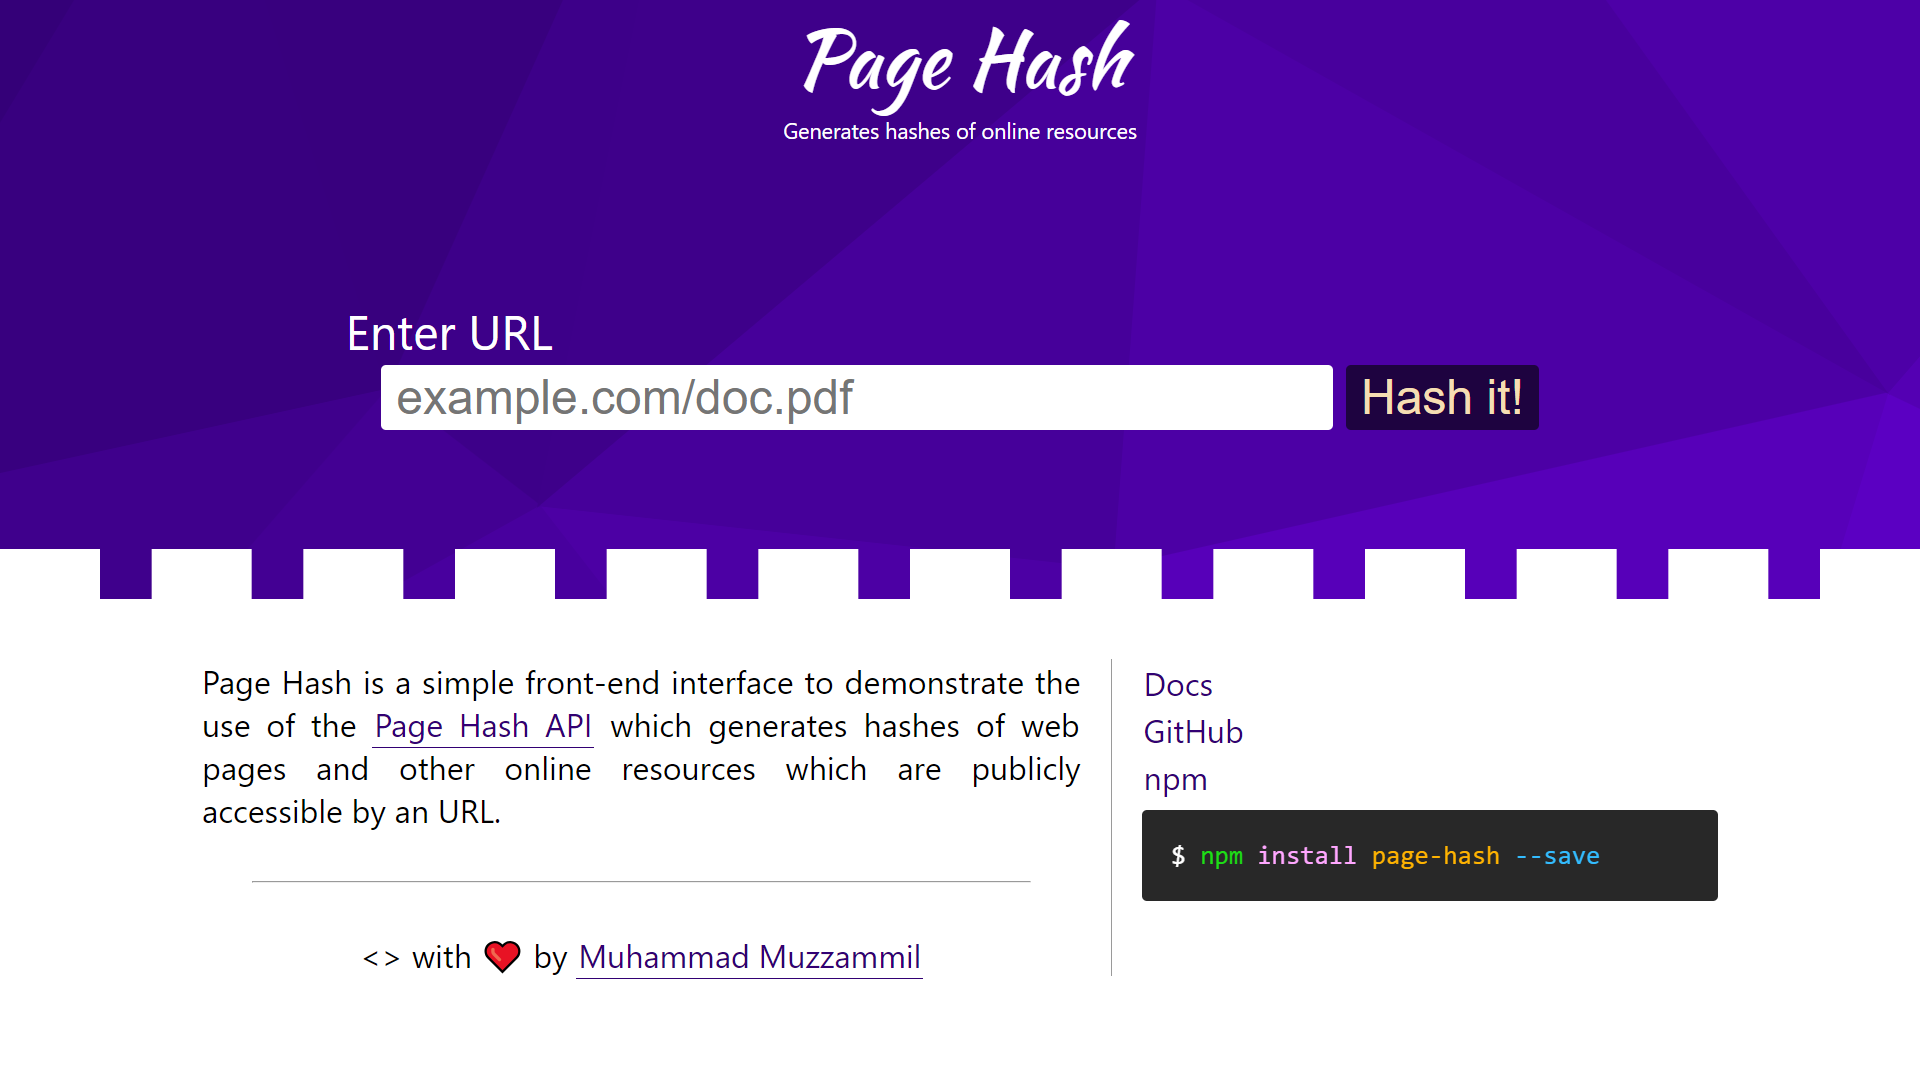 Page Hash
Generates hashes of online resources
Enter URL
example.com/doc.pdf
Hash it!
Page Hash is a simple front-end interface to demonstrate the
use of the Page Hash API which generates hashes of web
pages and other online resources which are publicly
accessible by an URL.
<> with ❤ by Muhammad Muzzammil
Docs
GitHub
npm
$ npm install page-hash --save